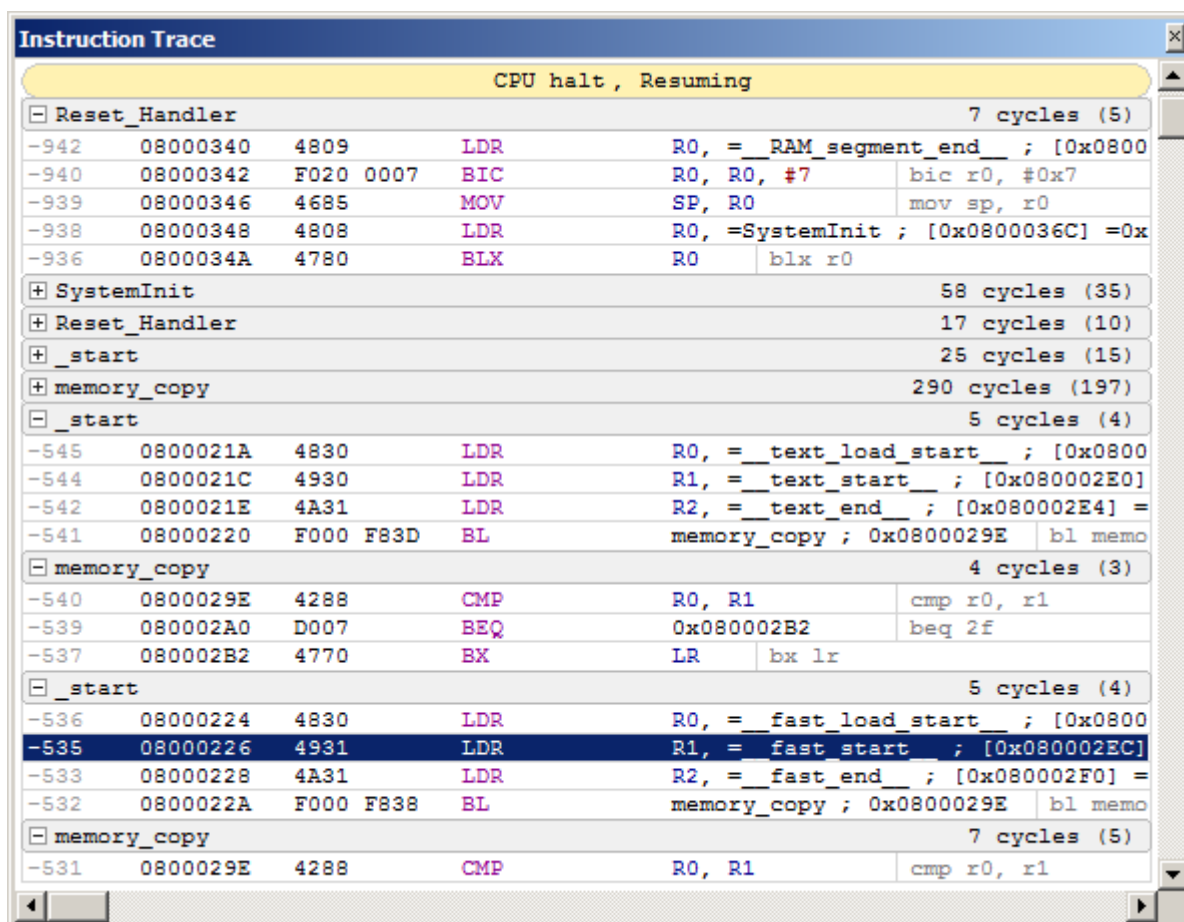 Instruction Trace
CPU halt , Resuming
Reset_Handler 7 cycles (5)
-942 08000340 4809 LDR R0, =__RAM_segment_end__ ; [0x0800
-940 08000342 F020 0007 BIC R0, R0, #7 bic r0, #0x7
-939 08000346 4685 MOV SP, R0 mov sp, r0
-938 08000348 4808 LDR R0, =SystemInit ; [0x0800036C] =0x
-936 0800034A 4780 BLX R0 blx r0
SystemInit 58 cycles (35)
Reset_Handler 17 cycles (10)
_start 25 cycles (15)
memory_copy 290 cycles (197)
_start 5 cycles (4)
-545 0800021A 4830 LDR R0, =__text_load_start__ ; [0x0800
-544 0800021C 4930 LDR R1, =__text_start__ ; [0x080002E0]
-542 0800021E 4A31 LDR R2, =__text_end__ ; [0x080002E4] =
-541 08000220 F000 F83D BL memory_copy ; 0x0800029E bl memo
memory_copy 4 cycles (3)
-540 0800029E 4288 CMP R0, R1 cmp r0, r1
-539 080002A0 D007 BEQ 0x080002B2 beq 2f
-537 080002B2 4770 BX LR bx lr
_start 5 cycles (4)
-536 08000224 4830 LDR R0, =__fast_load_start__ ; [0x0800
-535 08000226 4931 LDR R1, =__fast_start__ ; [0x080002EC]
-533 08000228 4A31 LDR R2, =__fast_end__ ; [0x080002F0] =
-532 0800022A F000 F838 BL memory_copy ; 0x0800029E bl memo
memory_copy 7 cycles (5)
-531 0800029E 4288 CMP R0, R1 cmp r0, r1